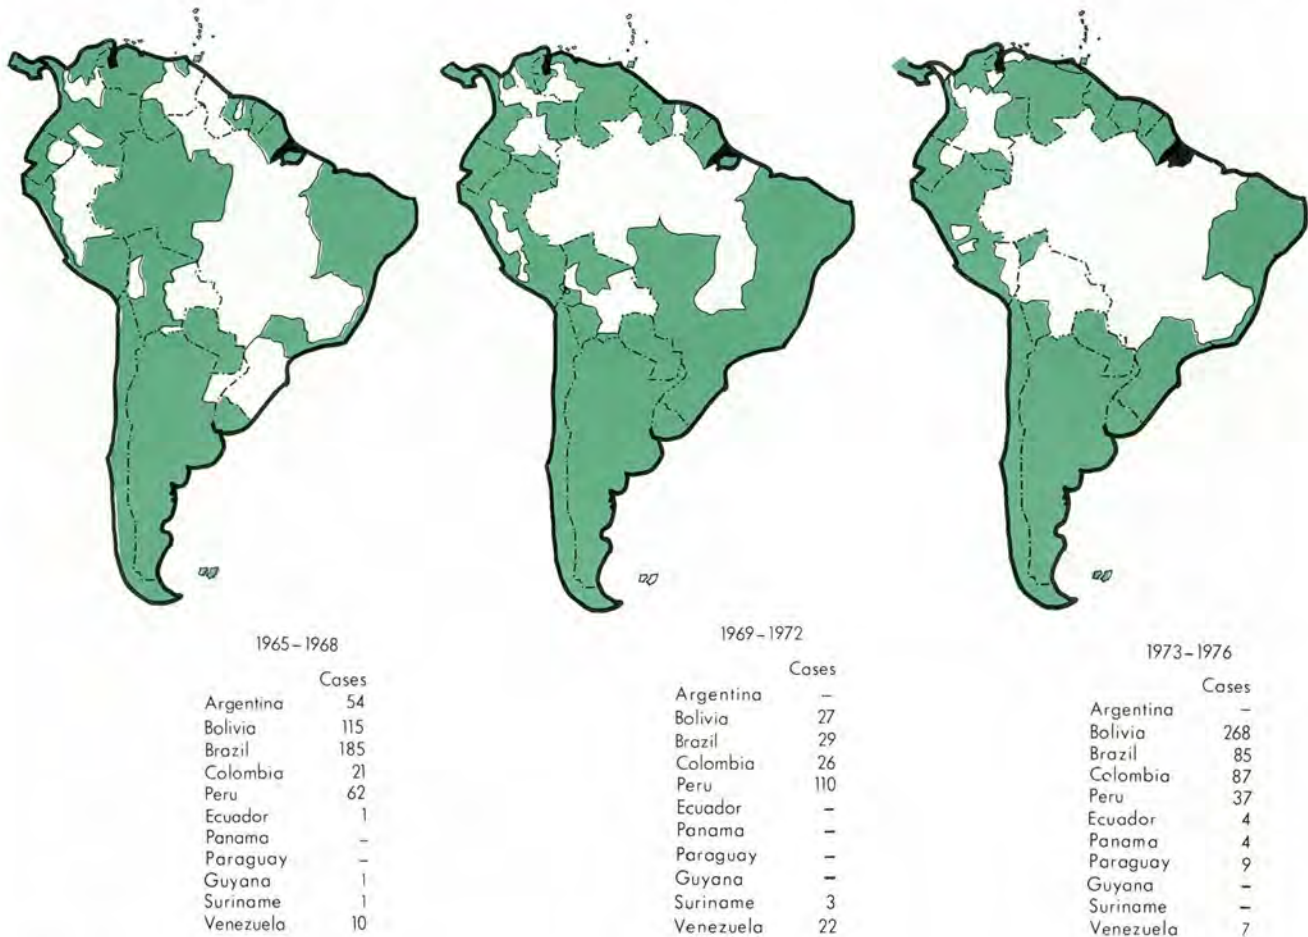 1965–1968
Cases
Argentina 54
Bolivia 115
Brazil 185
Colombia 21
Peru 62
Ecuador 1
Panama –
Paraguay –
Guyana 1
Suriname 1
Venezuela 10
1969–1972
Cases
Argentina –
Bolivia 27
Brazil 29
Colombia 26
Peru 110
Ecuador –
Panama –
Paraguay –
Guyana –
Suriname 3
Venezuela 22
1973–1976
Cases
Argentina –
Bolivia 268
Brazil 85
Colombia 87
Peru 37
Ecuador 4
Panama 4
Paraguay 9
Guyana –
Suriname –
Venezuela 7